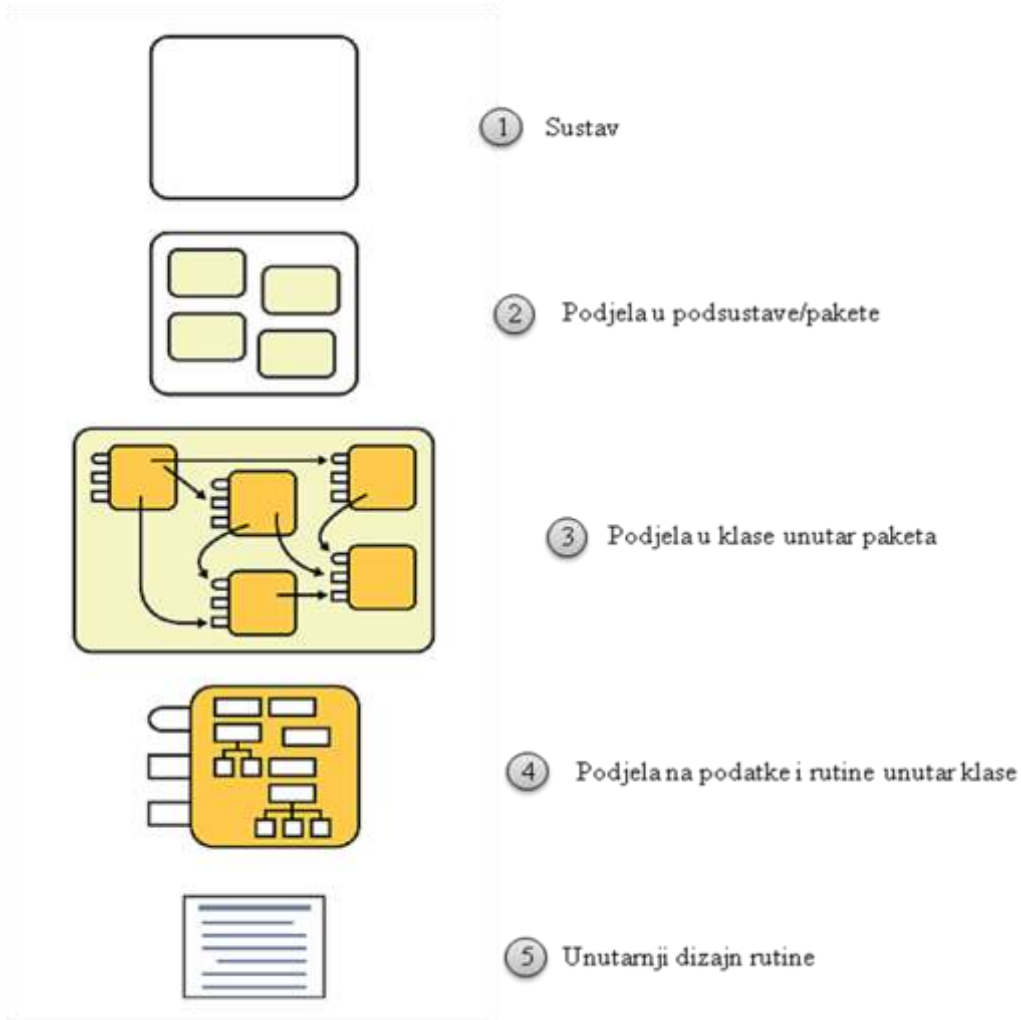 1 Sustav
2 Podjela u podsustave/pakete
3 Podjela u klase unutar paketa
4 Podjela na podatke i rutine unutar klase
5 Unutarnji dizajn rutine